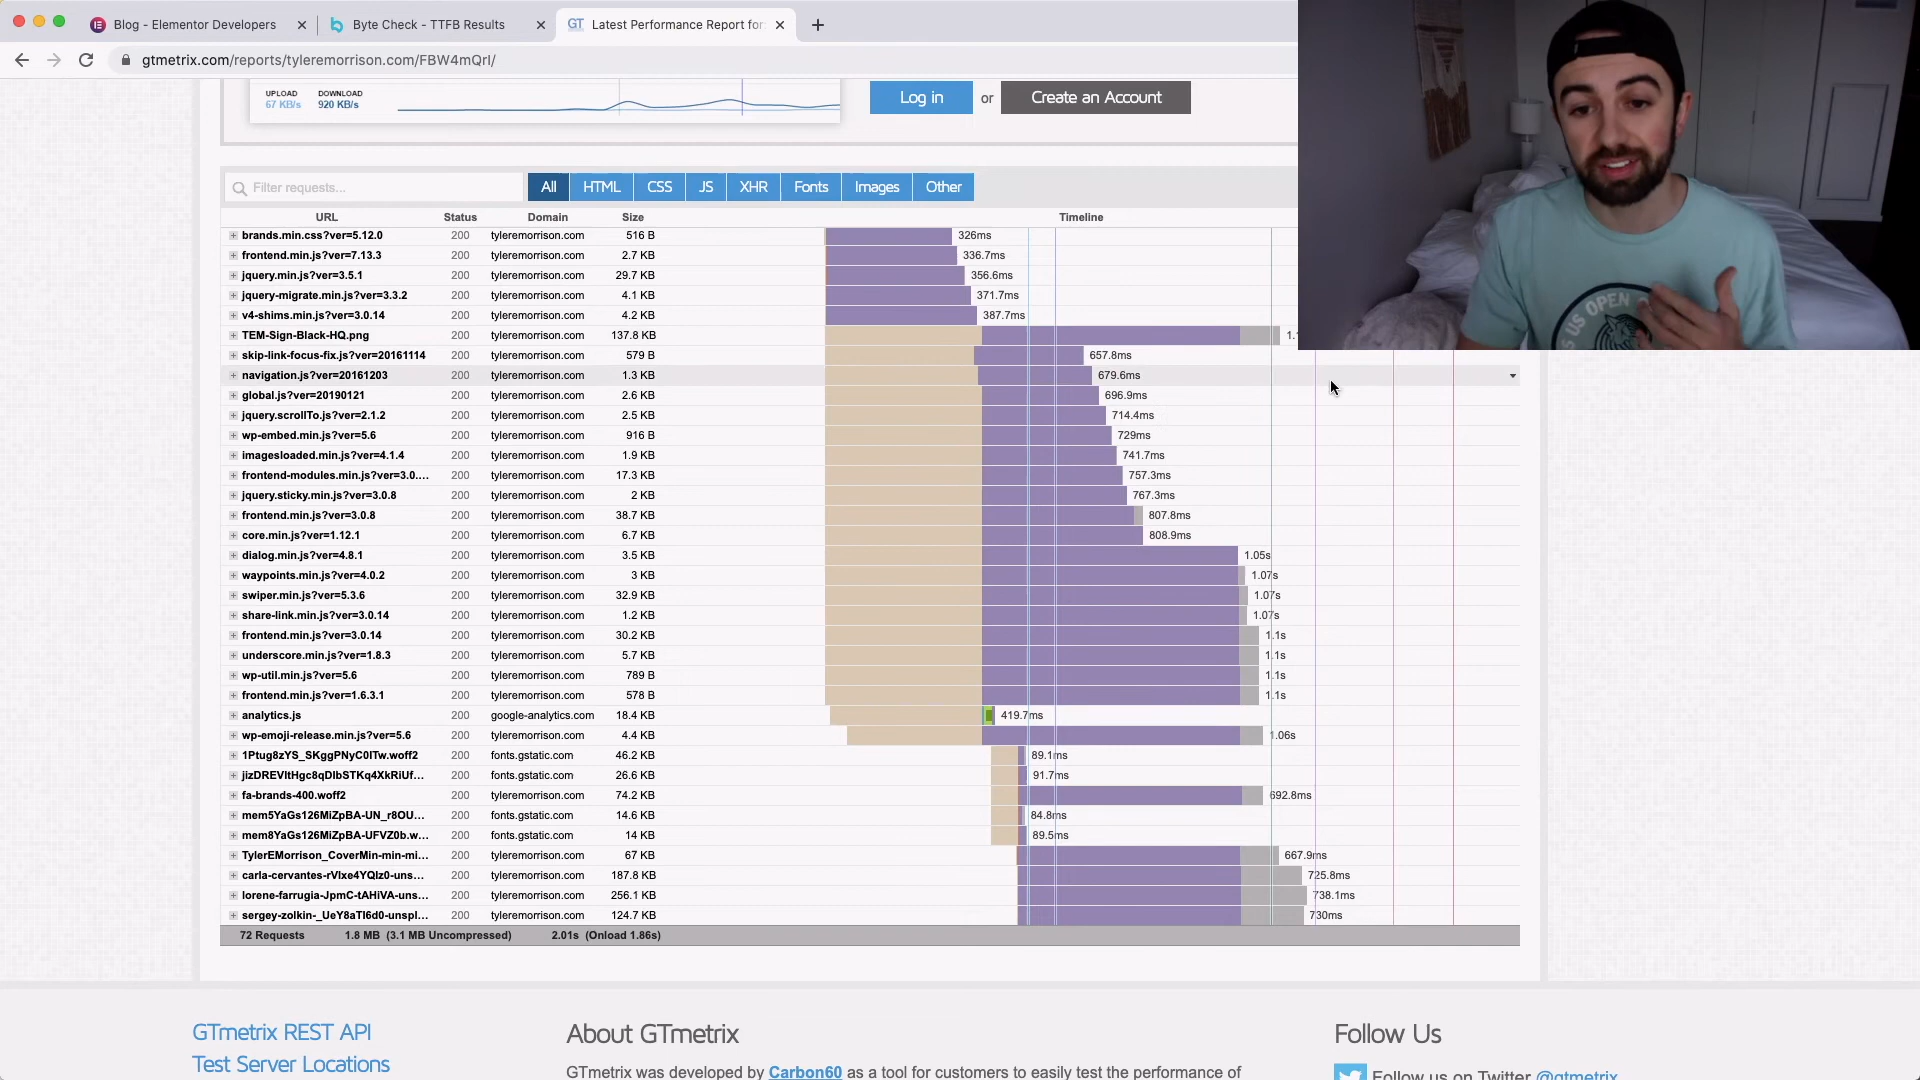 Blog - Elementor Developers
Byte Check - TTFB Results
GT Latest Performance Report for
gtmetrix.com/reports/tyleremorrison.com/FBW4mQrI/
UPLOAD DOWNLOAD
67 KB/s 920 KB/s
Log in or Create an Account
Filter requests... All HTML CSS JS XHR Fonts Images Other
URL Status Domain Size Timeline
brands.min.css?ver=5.12.0 200 tyleremorrison.com 516 B 326ms
frontend.min.js?ver=7.13.3 200 tyleremorrison.com 2.7 KB 336.7ms
jquery.min.js?ver=3.5.1 200 tyleremorrison.com 29.7 KB 356.6ms
jquery-migrate.min.js?ver=3.3.2 200 tyleremorrison.com 4.1 KB 371.7ms
v4-shims.min.js?ver=3.0.14 200 tyleremorrison.com 4.2 KB 387.7ms
TEM-Sign-Black-HQ.png 200 tyleremorrison.com 137.8 KB
skip-link-focus-fix.js?ver=20161114 200 tyleremorrison.com 579 B 657.8ms
navigation.js?ver=20161203 200 tyleremorrison.com 1.3 KB 679.6ms
global.js?ver=20190121 200 tyleremorrison.com 2.6 KB 696.9ms
jquery.scrollTo.js?ver=2.1.2 200 tyleremorrison.com 2.5 KB 714.4ms
wp-embed.min.js?ver=5.6 200 tyleremorrison.com 916 B 729ms
imagesloaded.min.js?ver=4.1.4 200 tyleremorrison.com 1.9 KB 741.7ms
frontend-modules.min.js?ver=3.0.... 200 tyleremorrison.com 17.3 KB 757.3ms
jquery.sticky.min.js?ver=3.0.8 200 tyleremorrison.com 2 KB 767.3ms
frontend.min.js?ver=3.0.8 200 tyleremorrison.com 38.7 KB 807.8ms
core.min.js?ver=1.12.1 200 tyleremorrison.com 6.7 KB 808.9ms
dialog.min.js?ver=4.8.1 200 tyleremorrison.com 3.5 KB 1.05s
waypoints.min.js?ver=4.0.2 200 tyleremorrison.com 3 KB 1.07s
swiper.min.js?ver=5.3.6 200 tyleremorrison.com 32.9 KB 1.07s
share-link.min.js?ver=3.0.14 200 tyleremorrison.com 1.2 KB 1.07s
frontend.min.js?ver=3.0.14 200 tyleremorrison.com 30.2 KB 1.1s
underscore.min.js?ver=1.8.3 200 tyleremorrison.com 5.7 KB 1.1s
wp-util.min.js?ver=5.6 200 tyleremorrison.com 789 B 1.1s
frontend.min.js?ver=1.6.3.1 200 tyleremorrison.com 578 B 1.1s
analytics.js 200 google-analytics.com 18.4 KB 419.7ms
wp-emoji-release.min.js?ver=5.6 200 tyleremorrison.com 4.4 KB 1.06s
1Ptug8zYS_SKggPNyC0ITw.woff2 200 fonts.gstatic.com 46.2 KB 89.1ms
jizDREVItHgc8qDIbSTKq4XkRiUf... 200 fonts.gstatic.com 26.6 KB 91.7ms
fa-brands-400.woff2 200 tyleremorrison.com 74.2 KB 692.8ms
mem5YaGs126MiZpBA-UN_r8OU... 200 fonts.gstatic.com 14.6 KB 84.8ms
mem8YaGs126MiZpBA-UFVZ0b.w... 200 fonts.gstatic.com 14 KB 89.5ms
TylerEMorrison_CoverMin-min-mi... 200 tyleremorrison.com 67 KB 667.9ms
carla-cervantes-rVlxe4YQlz0-uns... 200 tyleremorrison.com 187.8 KB 725.8ms
lorene-farrugia-JpmC-tAHiVA-uns... 200 tyleremorrison.com 256.1 KB 738.1ms
sergey-zolkin-_UeY8aTI6d0-unspl... 200 tyleremorrison.com 124.7 KB 730ms
72 Requests 1.8 MB (3.1 MB Uncompressed) 2.01s (Onload 1.86s)
GTmetrix REST API
Test Server Locations
About GTmetrix
GTmetrix was developed by Carbon60 as a tool for customers to easily test the performance of
Follow Us
Follow us on Twitter @gtmetrix
US OPEN